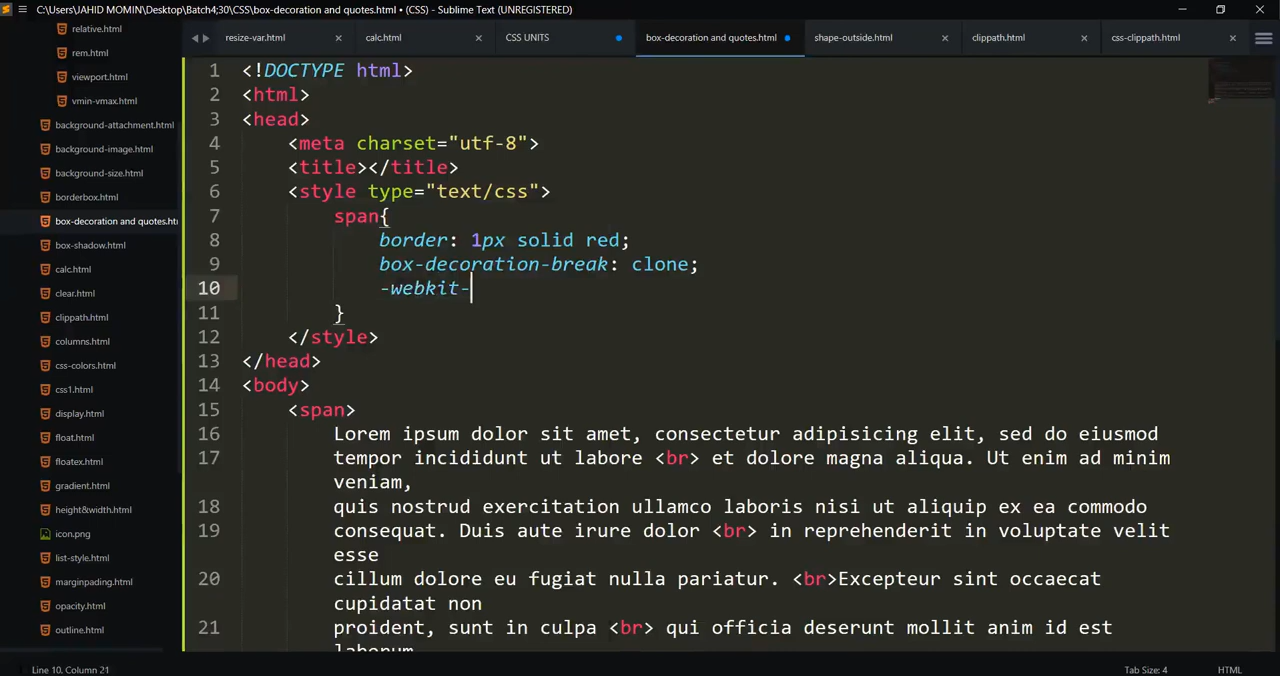 C:\Users\JAHID MOMIN\Desktop\Batch4;30\CSS\box-decoration and quotes.html • (CSS) - Sublime Text (UNREGISTERED)
resize-var.html
calc.html
CSS UNITS
box-decoration and quotes.html
shape-outside.html
clippath.html
css-clippath.html
relative.html
rem.html
viewport.html
vmin-vmax.html
background-attachment.html
background-image.html
background-size.html
borderbox.html
box-decoration and quotes.htm
box-shadow.html
calc.html
clear.html
clippath.html
columns.html
css-colors.html
css1.html
display.html
float.html
floatex.html
gradient.html
height&width.html
icon.png
list-style.html
marginpading.html
opacity.html
outline.html
1 <!DOCTYPE html>
2 <html>
3 <head>
4 <meta charset="utf-8">
5 <title></title>
6 <style type="text/css">
7 span{
8 border: 1px solid red;
9 box-decoration-break: clone;
10 -webkit-
11 }
12 </style>
13 </head>
14 <body>
15 <span>
16 Lorem ipsum dolor sit amet, consectetur adipisicing elit, sed do eiusmod
17 tempor incididunt ut labore <br> et dolore magna aliqua. Ut enim ad minim
veniam,
18 quis nostrud exercitation ullamco laboris nisi ut aliquip ex ea commodo
19 consequat. Duis aute irure dolor <br> in reprehenderit in voluptate velit
esse
20 cillum dolore eu fugiat nulla pariatur. <br>Excepteur sint occaecat
cupidatat non
21 proident, sunt in culpa <br> qui officia deserunt mollit anim id est
laborum
Line 10, Column 21
Tab Size: 4
HTML